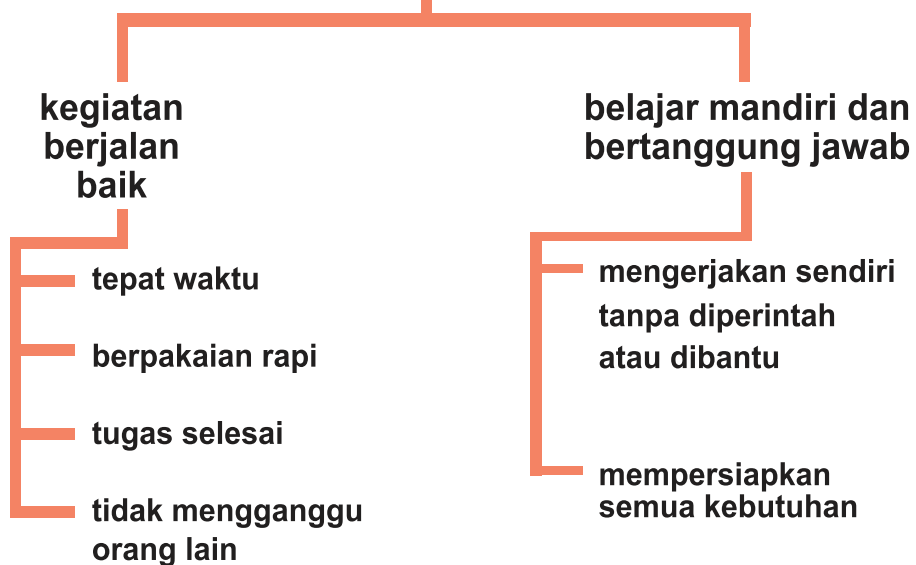 kegiatan
berjalan
baik
tepat waktu
berpakaian rapi
tugas selesai
tidak mengganggu
orang lain
belajar mandiri dan
bertanggung jawab
mengerjakan sendiri
tanpa diperintah
atau dibantu
mempersiapkan
semua kebutuhan